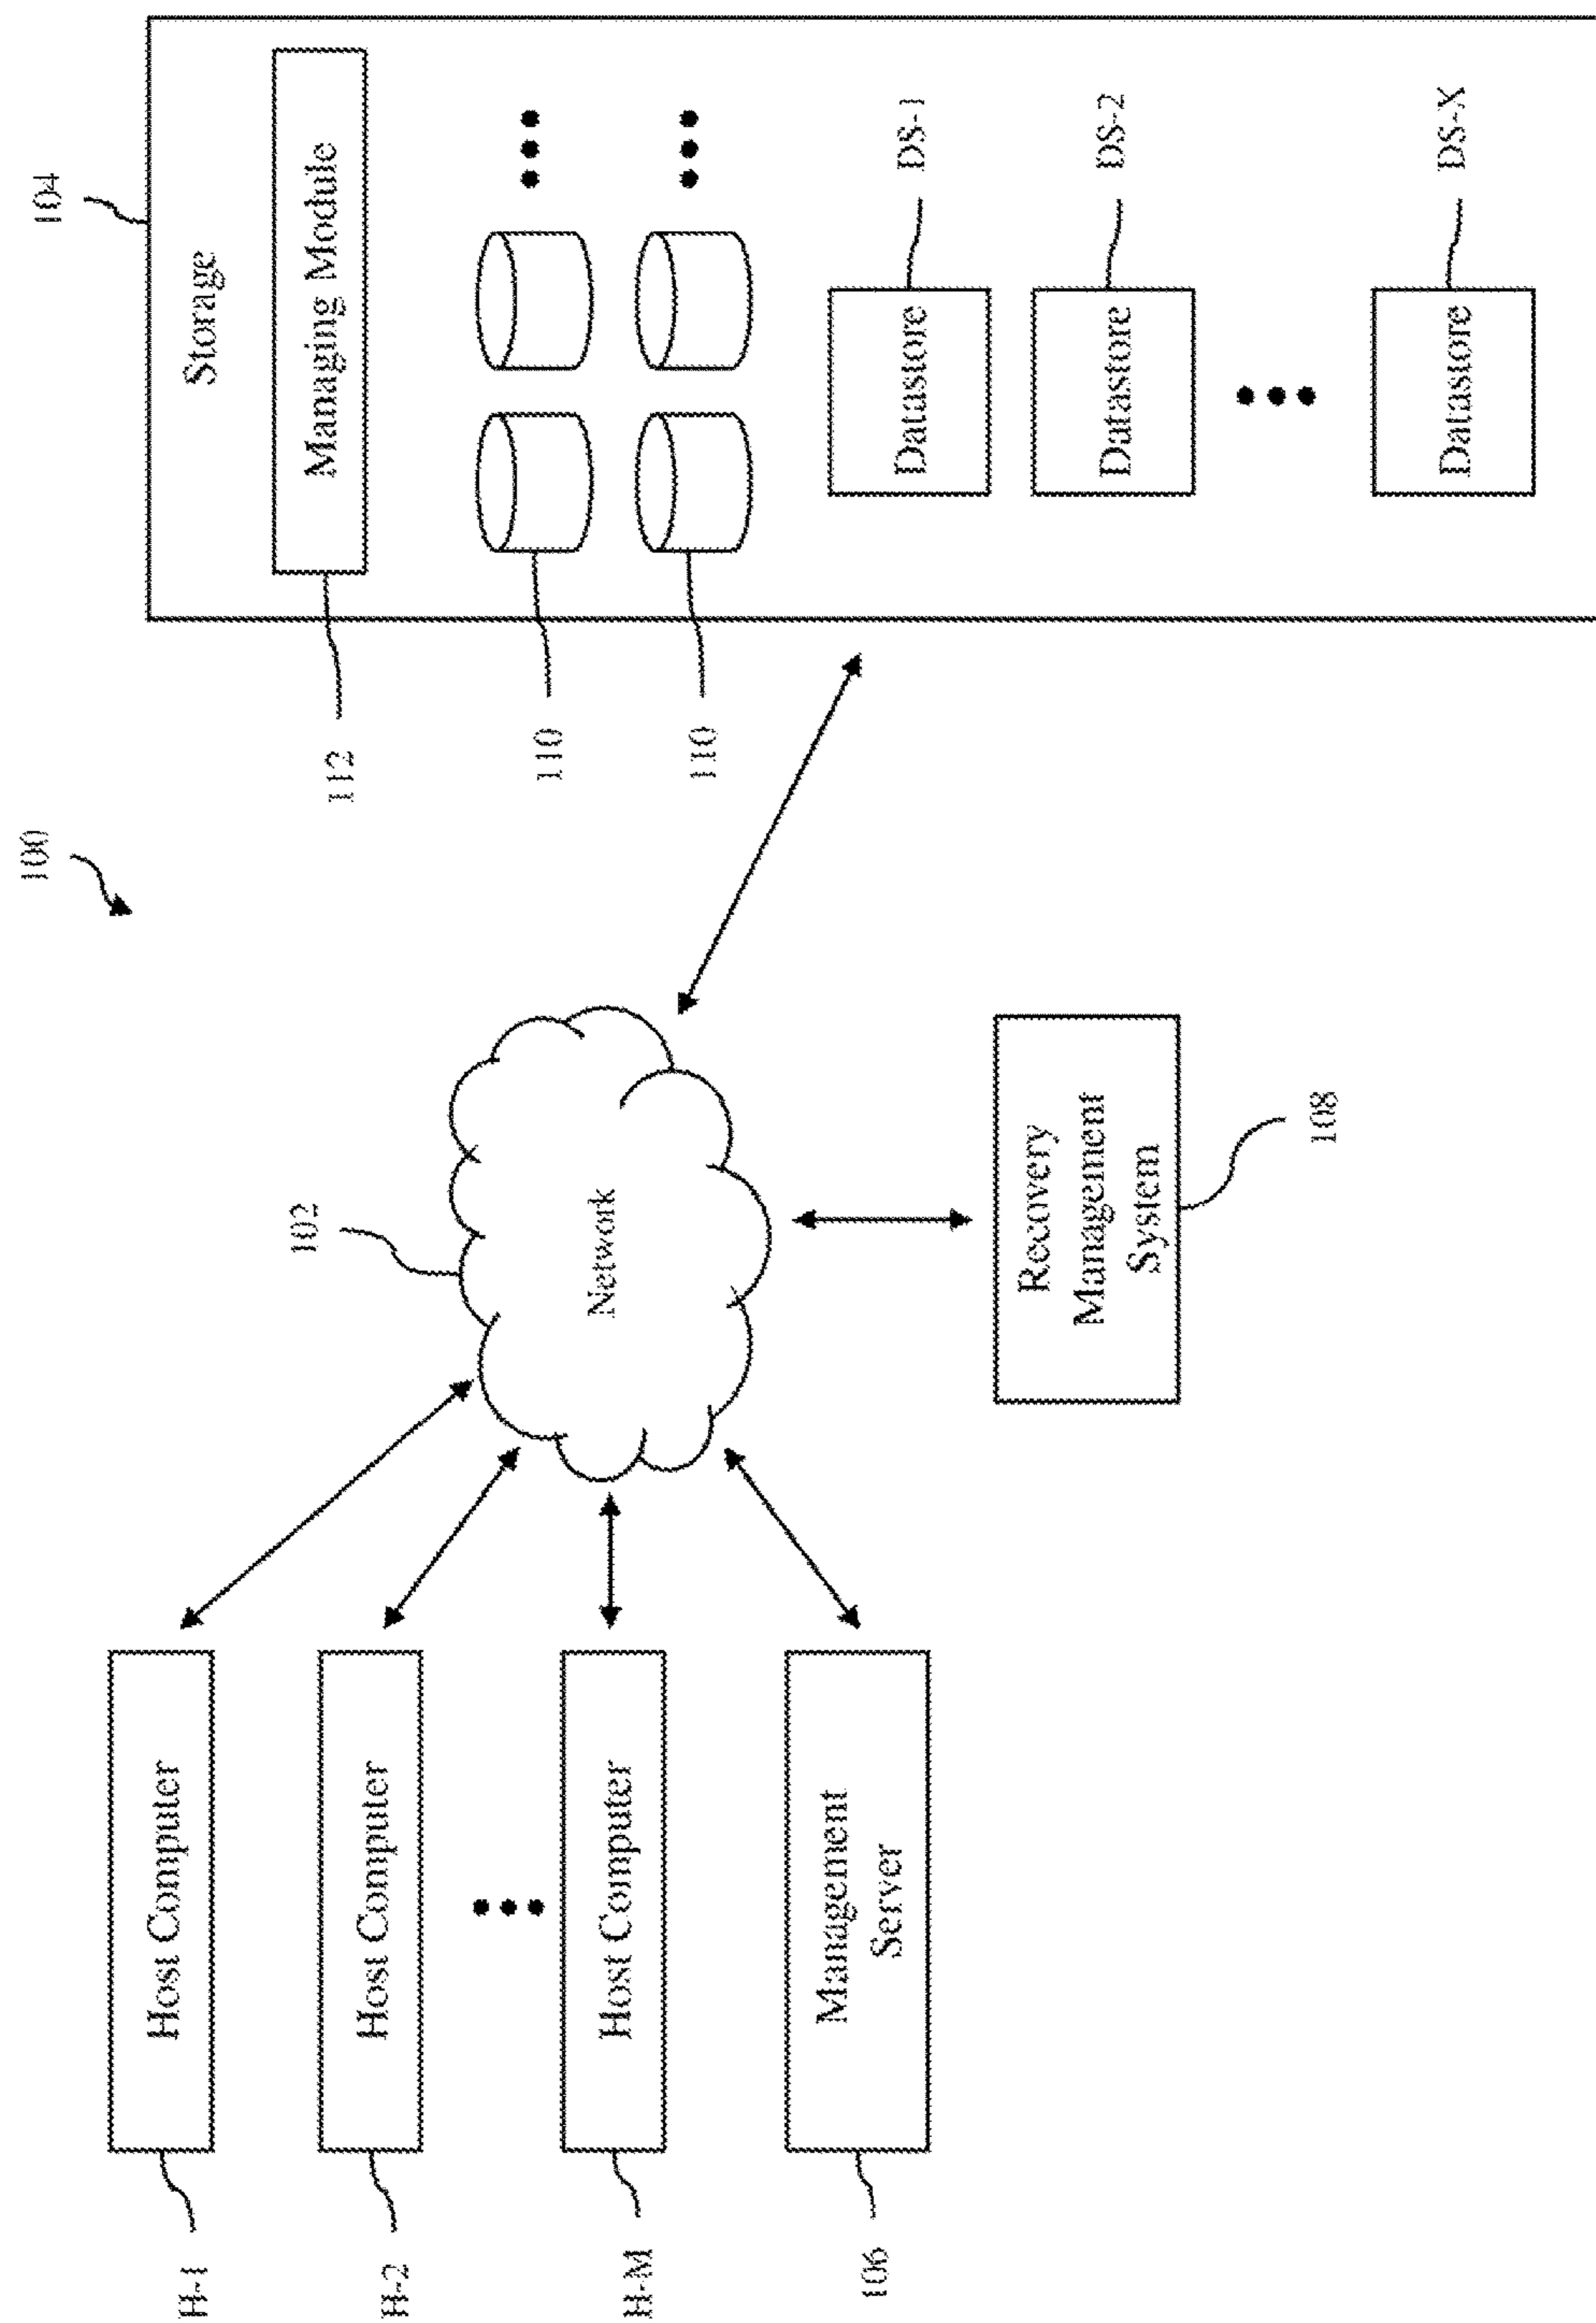 100
H-1
Host Computer
H-2
Host Computer
H-M
Host Computer
106
Management
Server
102
Network
Recovery
Management
System
108
104
Storage
112
Managing Module
110
110
Datastore
DS-1
Datastore
DS-2
Datastore
DS-X